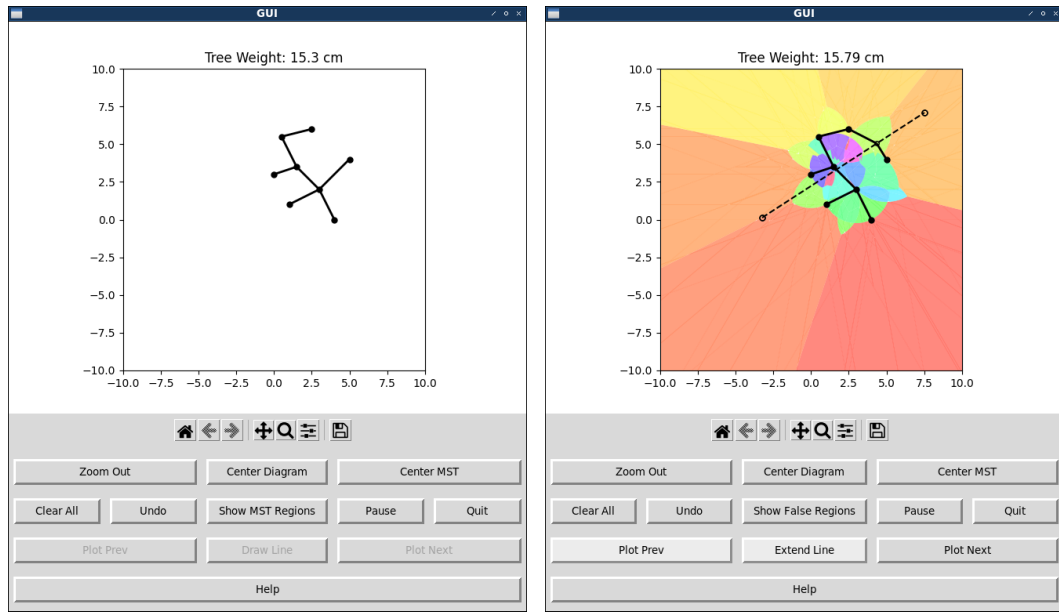 GUI
Tree Weight: 15.3 cm
10.0
7.5
5.0
2.5
0.0
−2.5
−5.0
−7.5
−10.0
−10.0 −7.5 −5.0 −2.5 0.0 2.5 5.0 7.5 10.0
Zoom Out Center Diagram Center MST
Clear All Undo Show MST Regions Pause Quit
Plot Prev Draw Line Plot Next
Help
GUI
Tree Weight: 15.79 cm
10.0
7.5
5.0
2.5
0.0
−2.5
−5.0
−7.5
−10.0
−10.0 −7.5 −5.0 −2.5 0.0 2.5 5.0 7.5 10.0
Zoom Out Center Diagram Center MST
Clear All Undo Show False Regions Pause Quit
Plot Prev Extend Line Plot Next
Help